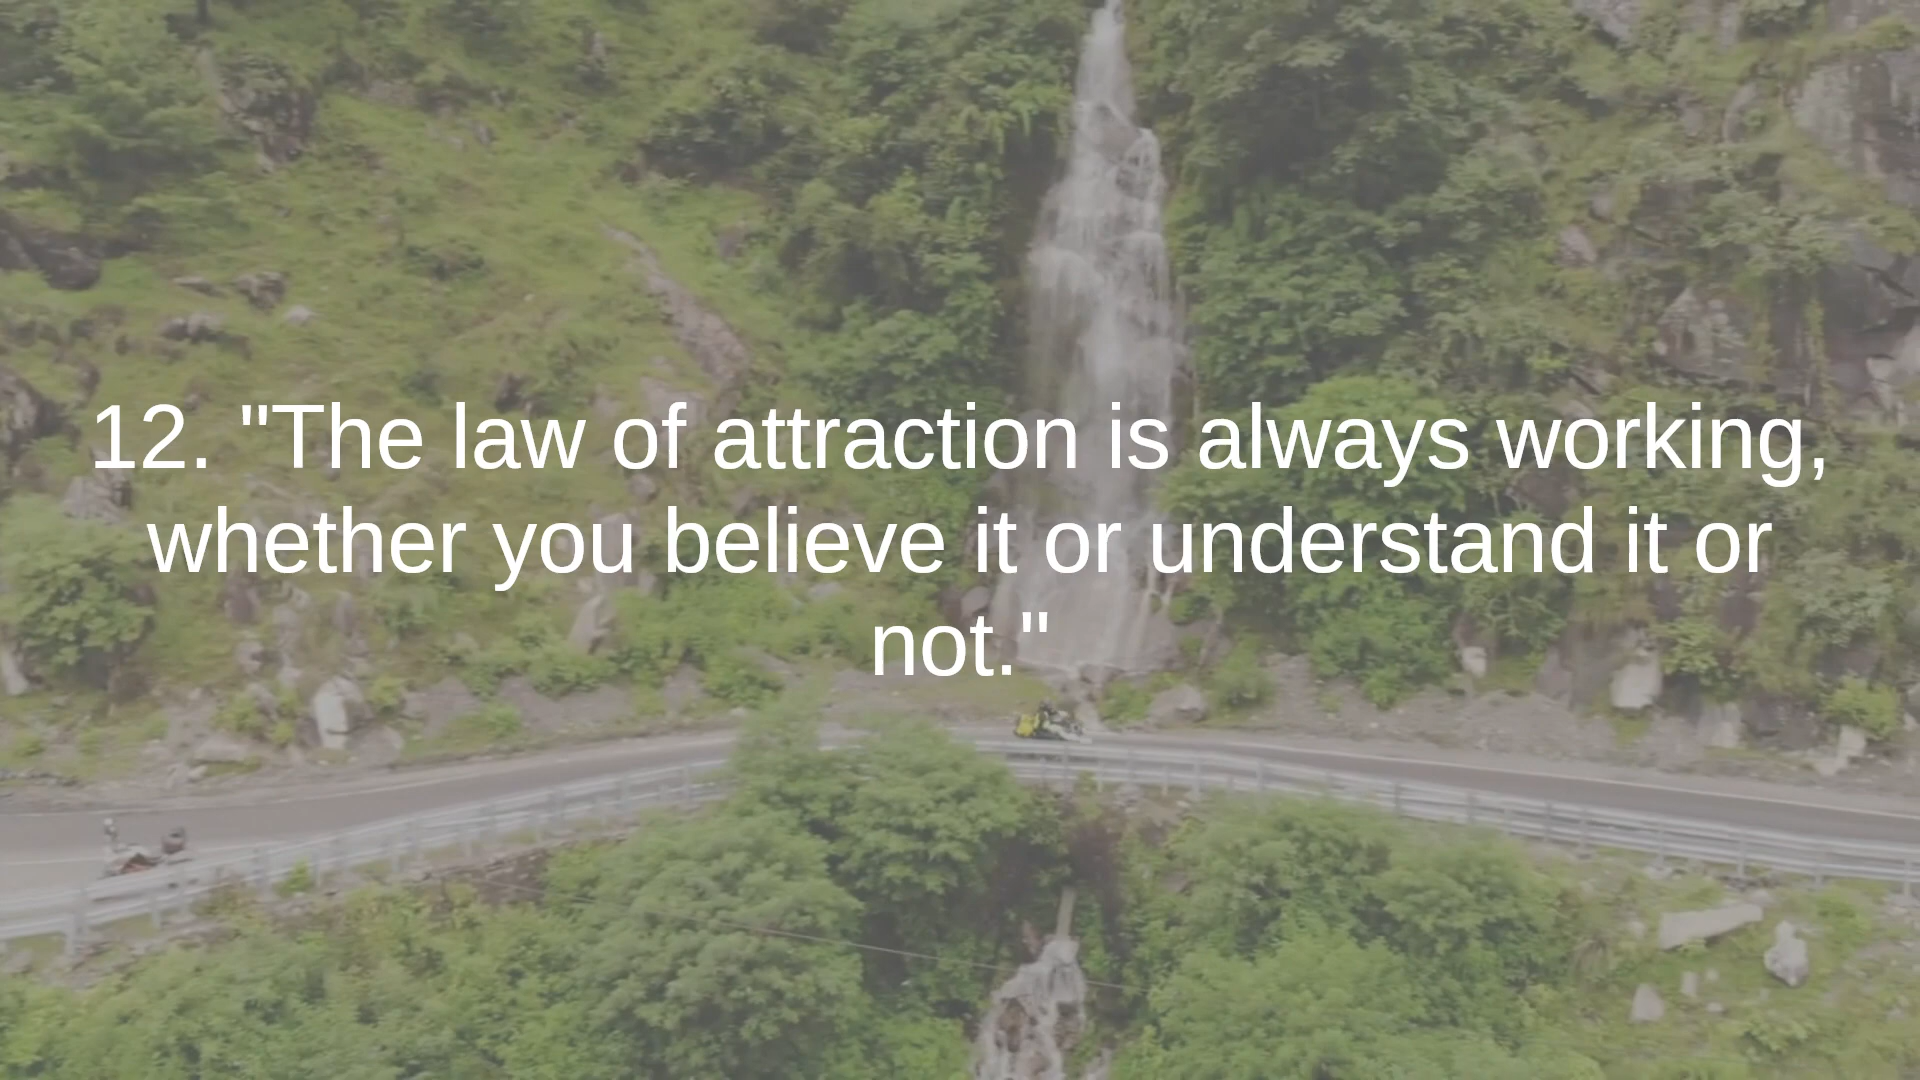 12. "The law of attraction is always working,
whether you believe it or understand it or
not."